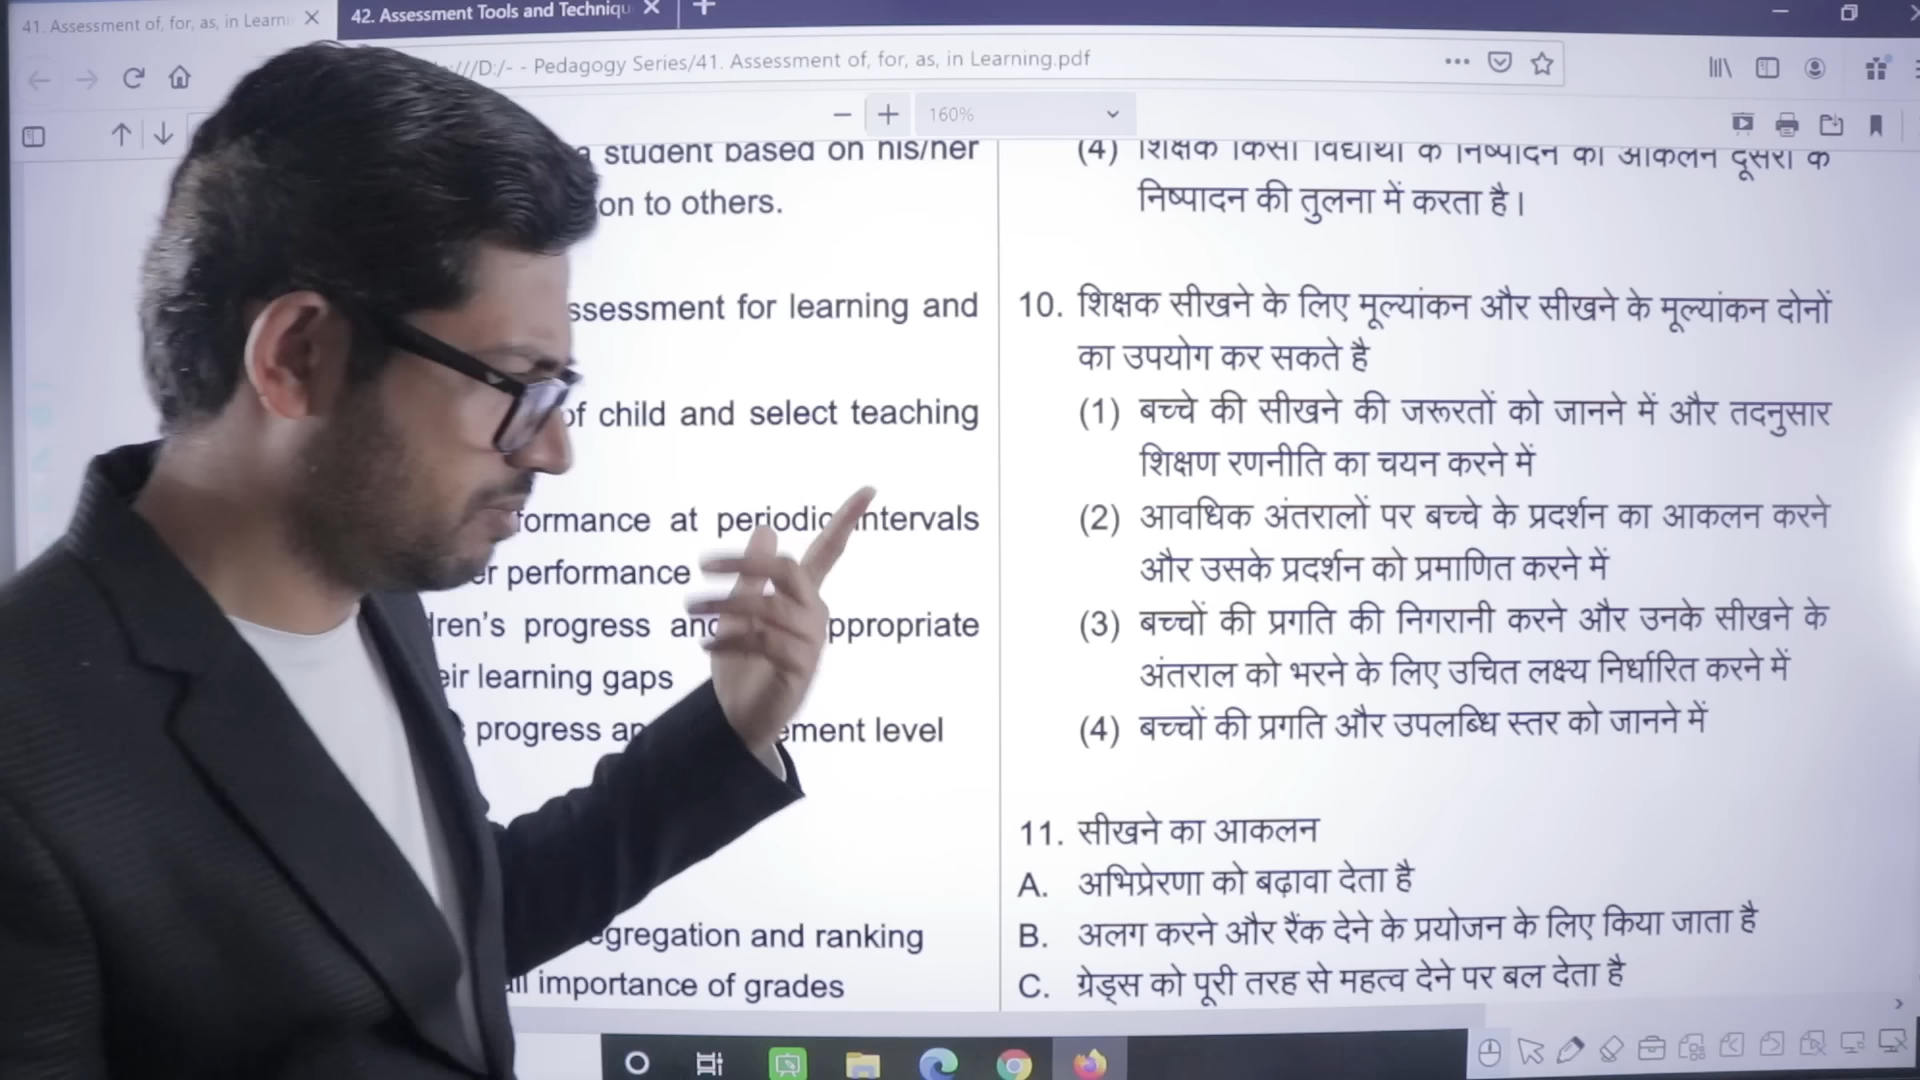 41. Assessment of, for, as, in Learni
42. Assessment Tools and Techniqu
///D:/- - Pedagogy Series/41. Assessment of, for, as, in Learning.pdf
160%
student based on his/her
on to others.
ssessment for learning and
of child and select teaching
formance at periodic intervals
er performance
dren's progress and ppropriate
eir learning gaps
progress an ement level
egregation and ranking
all importance of grades
(4) शिक्षक किसी विद्यार्थी के निष्पादन का आकलन दूसरों के
निष्पादन की तुलना में करता है।
10. शिक्षक सीखने के लिए मूल्यांकन और सीखने के मूल्यांकन दोनों
का उपयोग कर सकते है
(1) बच्चे की सीखने की जरूरतों को जानने में और तदनुसार
शिक्षण रणनीति का चयन करने में
(2) आवधिक अंतरालों पर बच्चे के प्रदर्शन का आकलन करने
और उसके प्रदर्शन को प्रमाणित करने में
(3) बच्चों की प्रगति की निगरानी करने और उनके सीखने के
अंतराल को भरने के लिए उचित लक्ष्य निर्धारित करने में
(4) बच्चों की प्रगति और उपलब्धि स्तर को जानने में
11. सीखने का आकलन
A. अभिप्रेरणा को बढ़ावा देता है
B. अलग करने और रैंक देने के प्रयोजन के लिए किया जाता है
C. ग्रेड्स को पूरी तरह से महत्व देने पर बल देता है